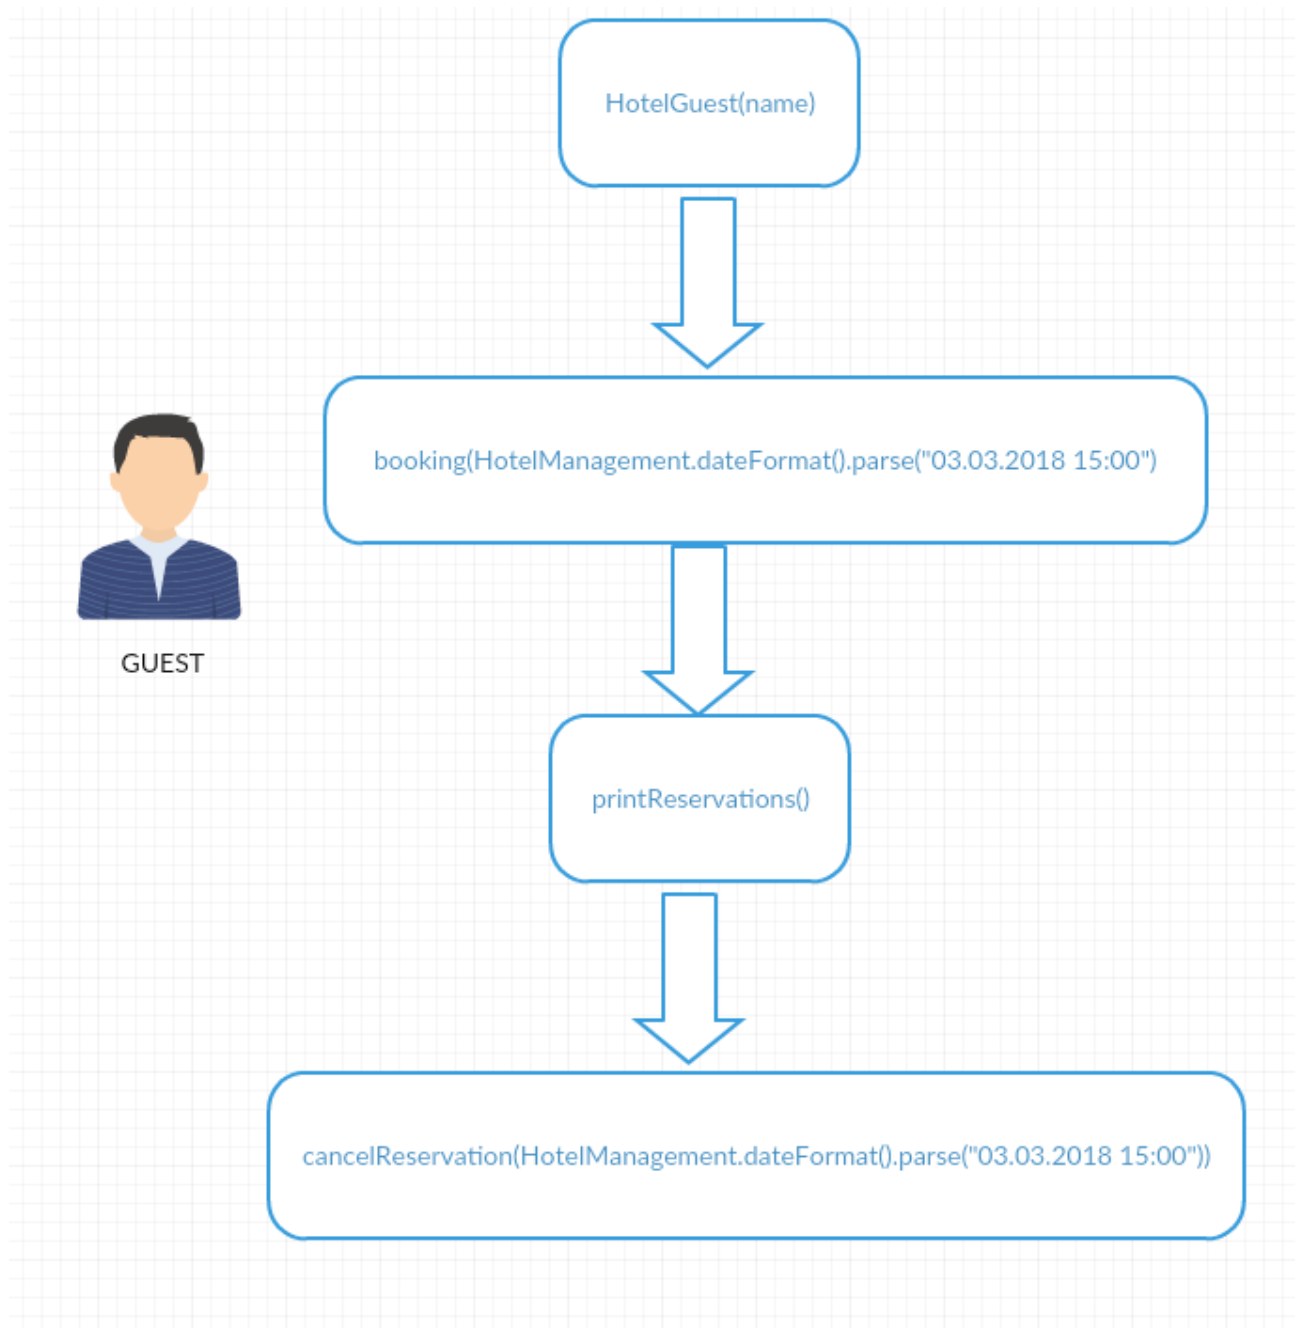 HotelGuest(name)
booking(HotelManagement.dateFormat().parse("03.03.2018 15:00")
GUEST
printReservations()
cancelReservation(HotelManagement.dateFormat().parse("03.03.2018 15:00"))